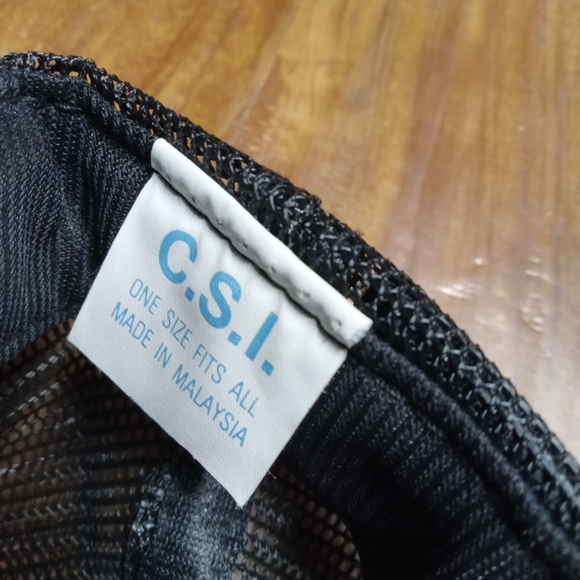 C.S.I.
ONE SIZE FITS ALL
MADE IN MALAYSIA